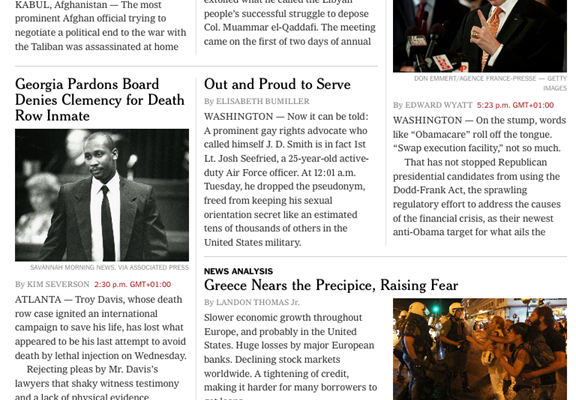 KABUL, Afghanistan — The most
prominent Afghan official trying to
negotiate a political end to the war with
the Taliban was assassinated at home
Georgia Pardons Board
Denies Clemency for Death
Row Inmate
SAVANNAH MORNING NEWS, VIA ASSOCIATED PRESS
By KIM SEVERSON 2:30 p.m. GMT+01:00
ATLANTA — Troy Davis, whose death
row case ignited an international
campaign to save his life, has lost what
appeared to be his last attempt to avoid
death by lethal injection on Wednesday.
Rejecting pleas by Mr. Davis's
lawyers that shaky witness testimony
and a lack of physical evidence
extolled what he called the Libyan
people's successful struggle to depose
Col. Muammar el-Qaddafi. The meeting
came on the first of two days of annual
Out and Proud to Serve
By ELISABETH BUMILLER
WASHINGTON — Now it can be told:
A prominent gay rights advocate who
called himself J. D. Smith is in fact 1st
Lt. Josh Seefried, a 25-year-old active-
duty Air Force officer. At 12:01 a.m.
Tuesday, he dropped the pseudonym,
freed from keeping his sexual
orientation secret like an estimated
tens of thousands of others in the
United States military.
DON EMMERT/AGENCE FRANCE-PRESSE — GETTY
IMAGES
By EDWARD WYATT 5:23 p.m. GMT+01:00
WASHINGTON — On the stump, words
like “Obamacare” roll off the tongue.
“Swap execution facility,” not so much.
That has not stopped Republican
presidential candidates from using the
Dodd-Frank Act, the sprawling
regulatory effort to address the causes
of the financial crisis, as their newest
anti-Obama target for what ails the
NEWS ANALYSIS
Greece Nears the Precipice, Raising Fear
By LANDON THOMAS Jr.
Slower economic growth throughout
Europe, and probably in the United
States. Huge losses by major European
banks. Declining stock markets
worldwide. A tightening of credit,
making it harder for many borrowers to